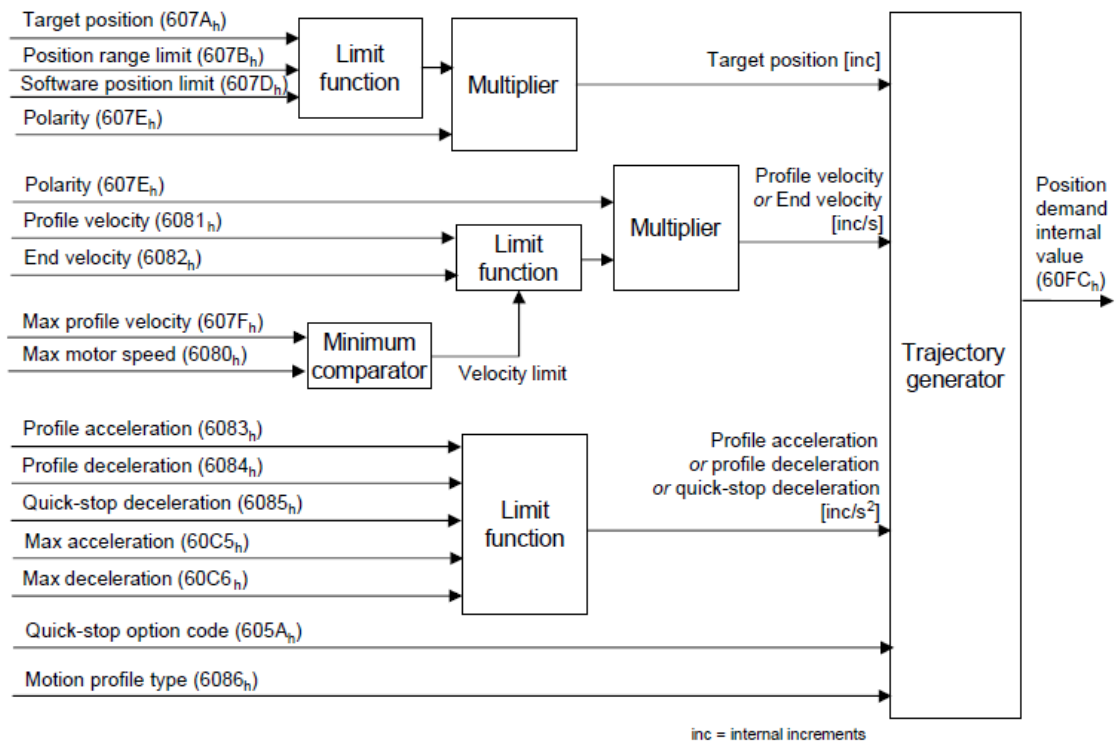 Target position (607Ah)
Position range limit (607Bh)
Software position limit (607Dh)
Polarity (607Eh)
Limit
function
Multiplier
Target position [inc]
Polarity (607Eh)
Profile velocity (6081h)
End velocity (6082h)
Limit
function
Multiplier
Profile velocity
or End velocity
[inc/s]
Max profile velocity (607Fh)
Max motor speed (6080h)
Minimum
comparator
Velocity limit
Profile acceleration (6083h)
Profile deceleration (6084h)
Quick-stop deceleration (6085h)
Max acceleration (60C5h)
Max deceleration (60C6h)
Limit
function
Profile acceleration
or profile deceleration
or quick-stop deceleration
[inc/s²]
Quick-stop option code (605Ah)
Motion profile type (6086h)
Trajectory
generator
Position
demand
internal
value
(60FCh)
inc = internal increments